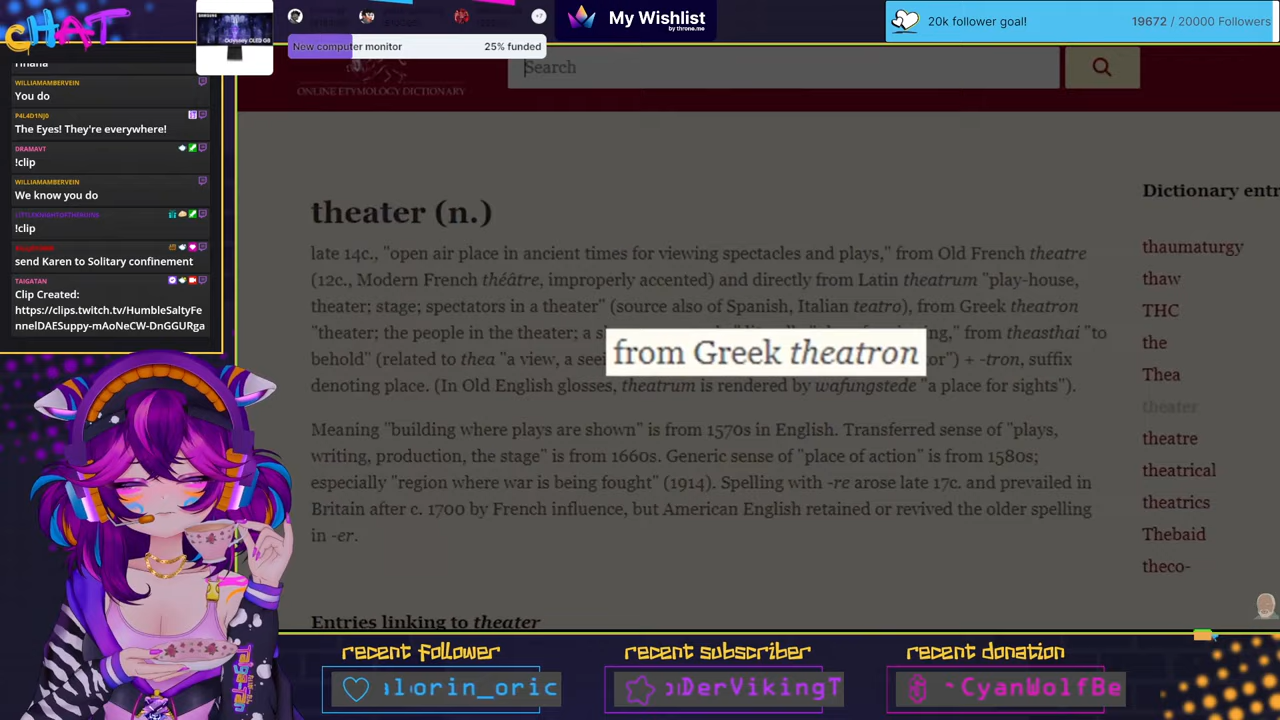 CHAT
My Wishlist
by throne.me
20k follower goal!
19672 / 20000 Followers
New computer monitor
25% funded
WILLIAMAMBERVEIN
You do
P4L4D1NJ0
The Eyes! They're everywhere!
DRAMAVT
!clip
WILLIAMAMBERVEIN
We know you do
!clip
send Karen to Solitary confinement
TAIGATAN
Clip Created:
https://clips.twitch.tv/HumbleSaltyFe
nnelDAESuppy-mAoNeCW-DnGGURga
Search
ONLINE ETYMOLOGY DICTIONARY
theater (n.)
late 14c., "open air place in ancient times for viewing spectacles and plays," from Old French theatre
(12c., Modern French théâtre, improperly accented) and directly from Latin theatrum "play-house,
theater; stage; spectators in a theater" (source also of Spanish, Italian teatro), from Greek theatron
"theater; the people in the theater; a from theasthai "to
behold" (related to thea "a view, a + -tron, suffix
denoting place. (In Old English glosses, theatrum is rendered by wafungstede "a place for sights").
from Greek theatron
Meaning "building where plays are shown" is from 1570s in English. Transferred sense of "plays,
writing, production, the stage" is from 1660s. Generic sense of "place of action" is from 1580s;
especially "region where war is being fought" (1914). Spelling with -re arose late 17c. and prevailed in
Britain after c. 1700 by French influence, but American English retained or revived the older spelling
in -er.
Entries linking to theater
Dictionary entr
thaumaturgy
thaw
THC
the
Thea
theater
theatre
theatrical
theatrics
Thebaid
theco-
recent follower
alorin_oric
recent subscriber
DerVikingT
recent donation
CyanWolfBe